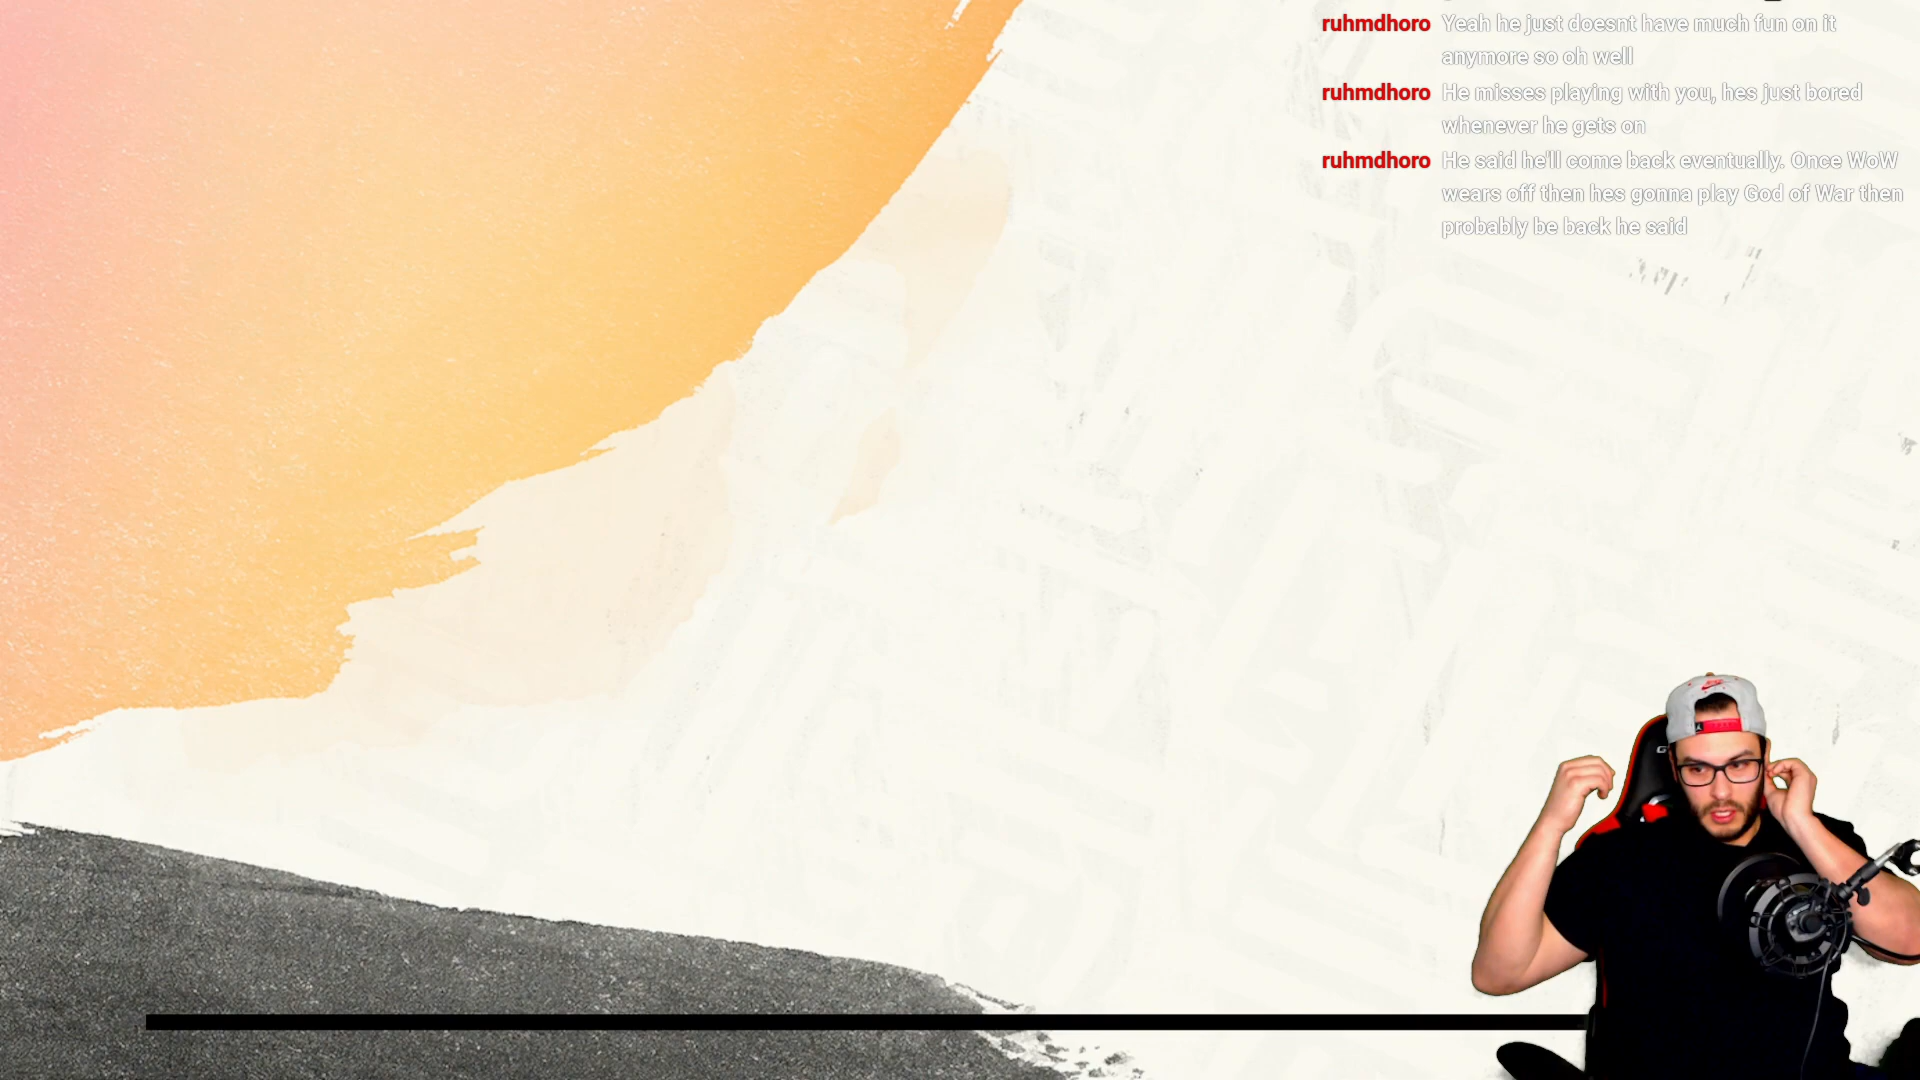 ruhmdhoro Yeah he just doesnt have much fun on it
anymore so oh well
ruhmdhoro He misses playing with you, hes just bored
whenever he gets on
ruhmdhoro He said he'll come back eventually. Once WoW
wears off then hes gonna play God of War then
probably be back he said